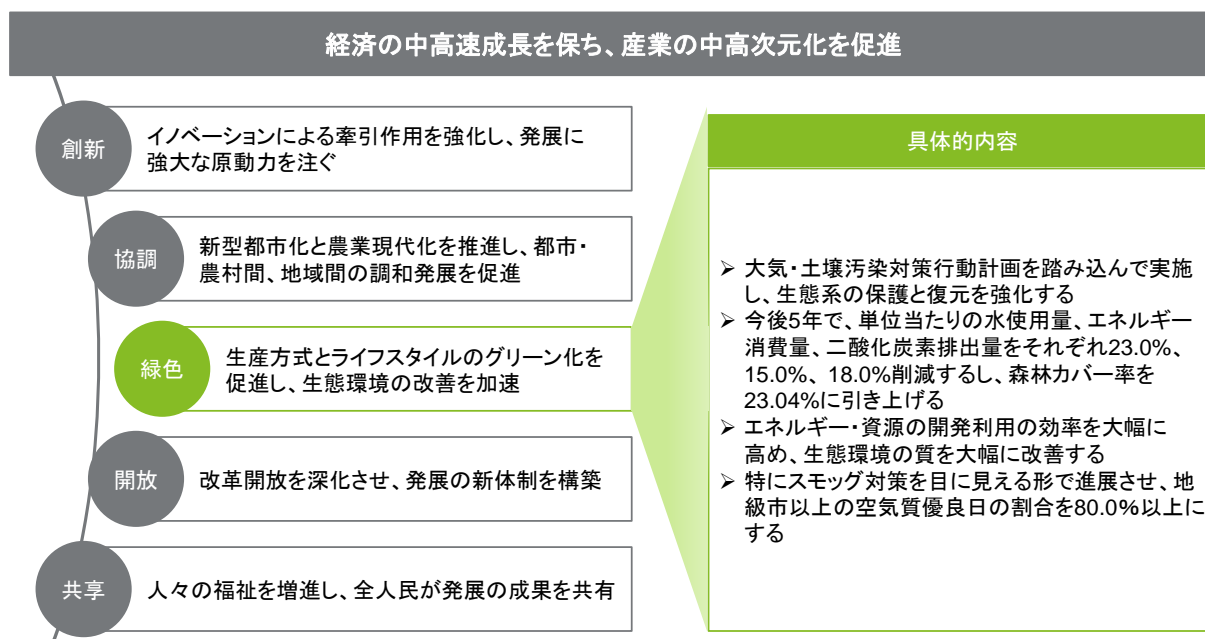 経済の中高速成長を保ち、産業の中高次元化を促進
創新
イノベーションによる牽引作用を強化し、発展に
強大な原動力を注ぐ
協調
新型都市化と農業現代化を推進し、都市・
農村間、地域間の調和発展を促進
緑色
生産方式とライフスタイルのグリーン化を
促進し、生態環境の改善を加速
開放
改革開放を深化させ、発展の新体制を構築
共享
人々の福祉を増進し、全人民が発展の成果を共有
具体的内容
➢ 大気・土壌汚染対策行動計画を踏み込んで実施
し、生態系の保護と復元を強化する
➢ 今後5年で、単位当たりの水使用量、エネルギー
消費量、二酸化炭素排出量をそれぞれ23.0%、
15.0%、 18.0%削減するし、森林カバー率を
23.04%に引き上げる
➢ エネルギー・資源の開発利用の効率を大幅に
高め、生態環境の質を大幅に改善する
➢ 特にスモッグ対策を目に見える形で進展させ、地
級市以上の空気質優良日の割合を80.0%以上に
する